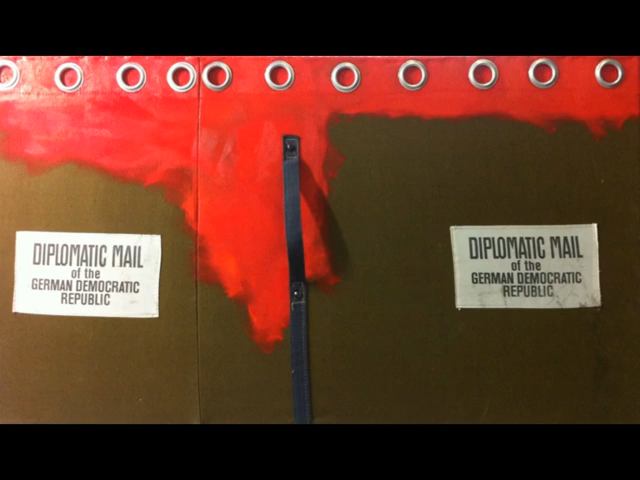 DIPLOMATIC MAIL
of the
GERMAN DEMOCRATIC
REPUBLIC
DIPLOMATIC MAIL
of the
GERMAN DEMOCRATIC
REPUBLIC